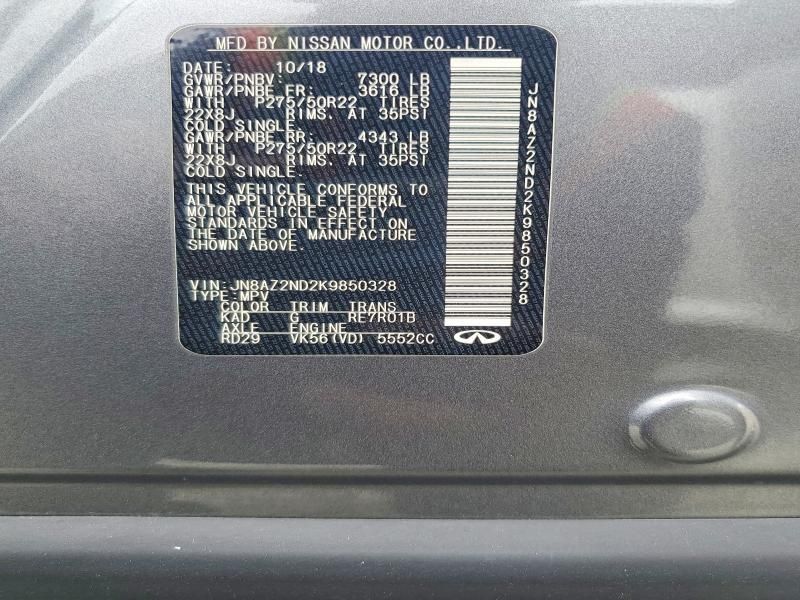 MFD BY NISSAN MOTOR CO.,LTD.
DATE: 10/18
GVWR/PNBV: 7300 LB
GAWR/PNBE FR: 3616 LB
WITH P275/50R22 TIRES
22X8J RIMS. AT 35PSI
COLD SINGLE.
GAWR/PNBE RR: 4343 LB
WITH P275/50R22 TIRES
22X8J RIMS. AT 35PSI
COLD SINGLE.
THIS VEHICLE CONFORMS TO
ALL APPLICABLE FEDERAL
MOTOR VEHICLE SAFETY
STANDARDS IN EFFECT ON
THE DATE OF MANUFACTURE
SHOWN ABOVE.
VIN: JN8AZ2ND2K9850328
TYPE: MPV
COLOR TRIM TRANS
KAD G RE7R01B
AXLE ENGINE
RD29 VK56(VD) 5552CC
JN8AZ2ND2K9850328